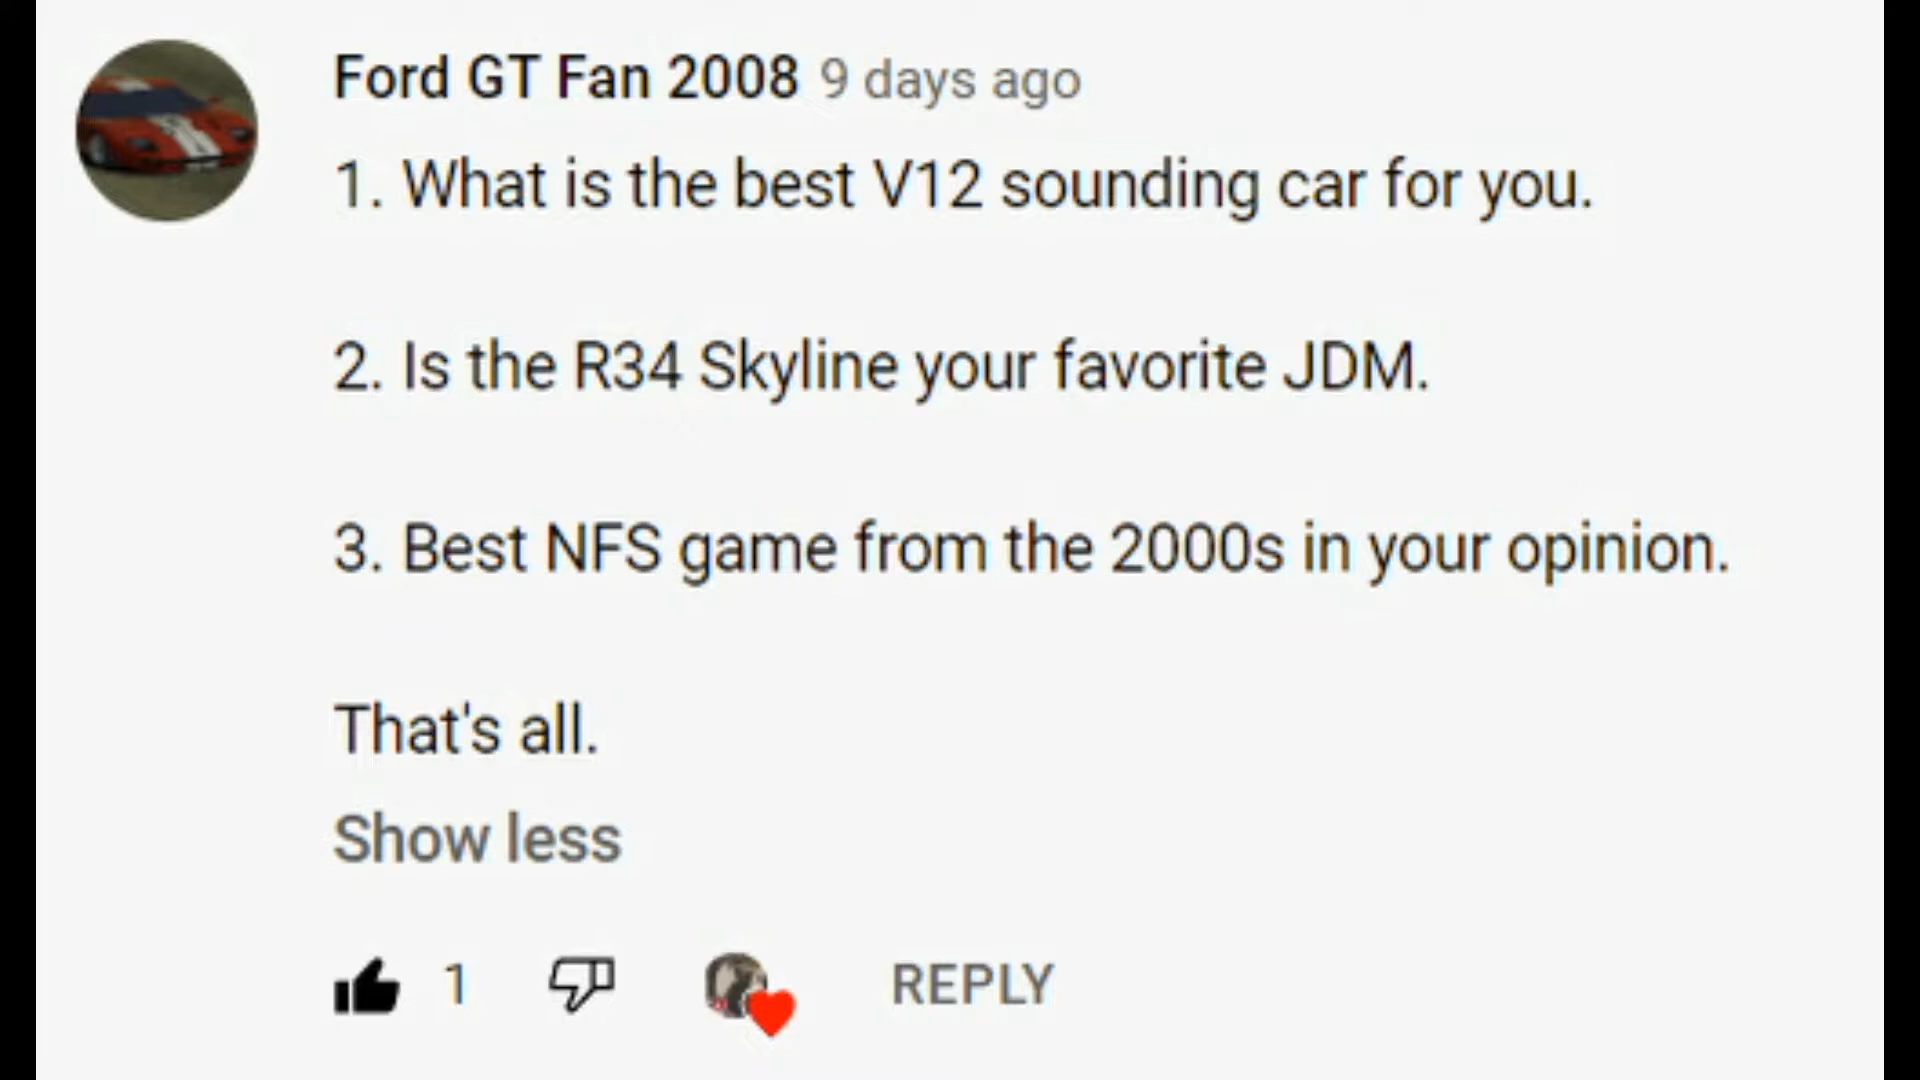 Ford GT Fan 2008 9 days ago
1. What is the best V12 sounding car for you.
2. Is the R34 Skyline your favorite JDM.
3. Best NFS game from the 2000s in your opinion.
That's all.
Show less
1 REPLY